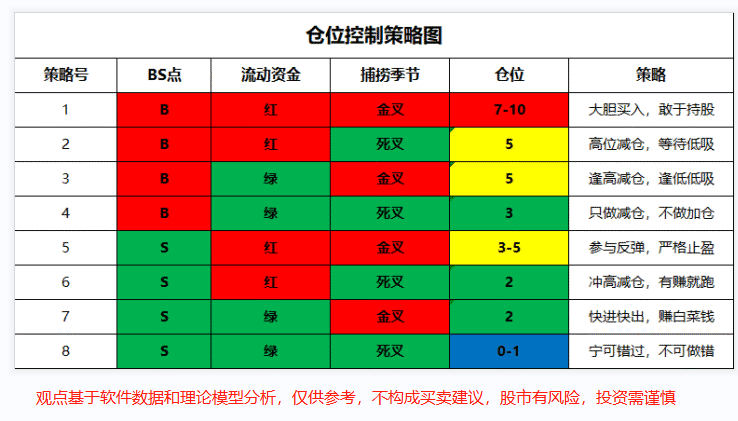 仓位控制策略图
策略号 BS点 流动资金 捕捞季节 仓位 策略
1 B 红 金叉 7-10 大胆买入，敢于持股
2 B 红 死叉 5 高位减仓，等待低吸
3 B 绿 金叉 5 逢高减仓，逢低低吸
4 B 绿 死叉 3 只做减仓，不做加仓
5 S 红 金叉 3-5 参与反弹，严格止盈
6 S 红 死叉 2 冲高减仓，有赚就跑
7 S 绿 金叉 2 快进快出，赚白菜钱
8 S 绿 死叉 0-1 宁可错过，不可做错
观点基于软件数据和理论模型分析，仅供参考，不构成买卖建议，股市有风险，投资需谨慎